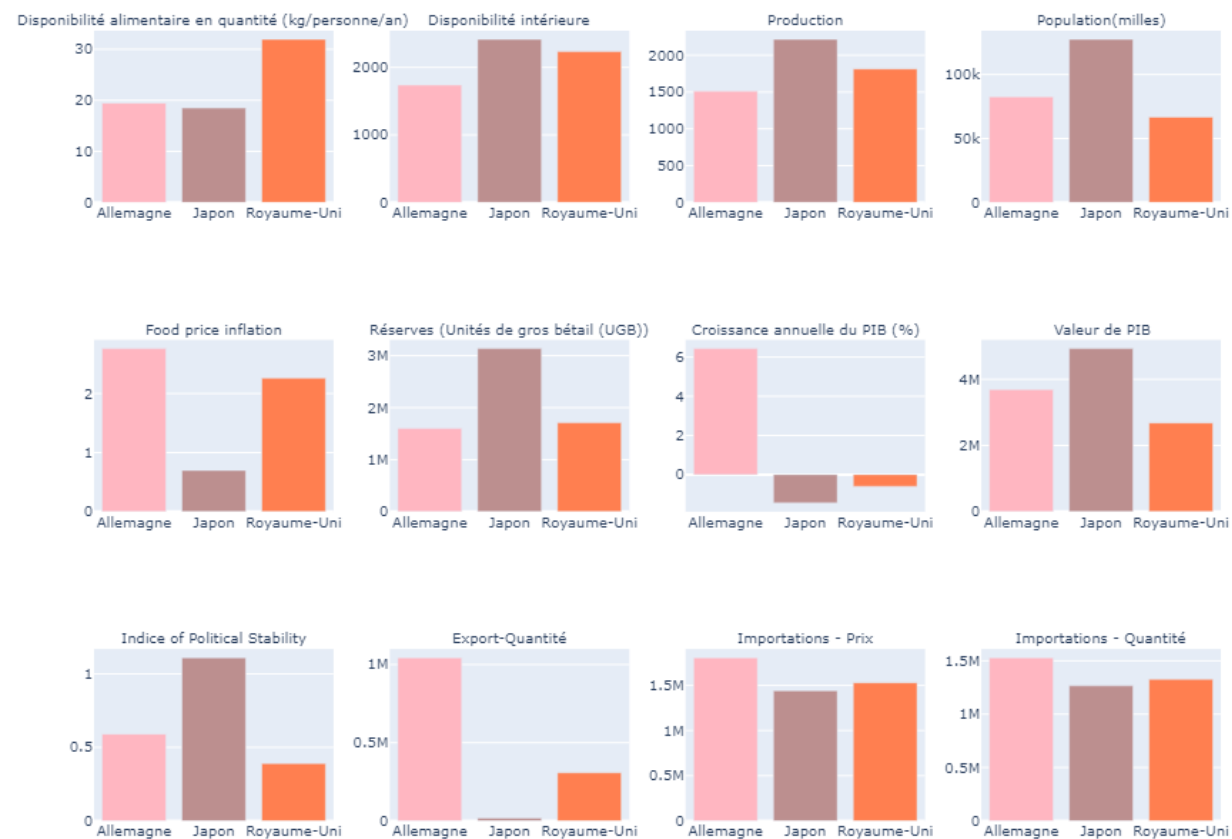 Disponibilité alimentaire en quantité (kg/personne/an) Disponibilité intérieure Production Population(milles)
30 2000 2000 100k
20 1500
1000 1000 50k
10 500
0 0 0 0
Allemagne Japon Royaume-Uni Allemagne Japon Royaume-Uni Allemagne Japon Royaume-Uni Allemagne Japon Royaume-Uni
Food price inflation Réserves (Unités de gros bétail (UGB)) Croissance annuelle du PIB (%) Valeur de PIB
3M 6
2 4 4M
2M
1 2 2M
1M
0
0 0 0
Allemagne Japon Royaume-Uni Allemagne Japon Royaume-Uni Allemagne Japon Royaume-Uni Allemagne Japon Royaume-Uni
Indice of Political Stability Export-Quantité Importations - Prix Importations - Quantité
1 1M 1.5M 1.5M
1M 1M
0.5 0.5M 0.5M 0.5M
0 0 0 0
Allemagne Japon Royaume-Uni Allemagne Japon Royaume-Uni Allemagne Japon Royaume-Uni Allemagne Japon Royaume-Uni